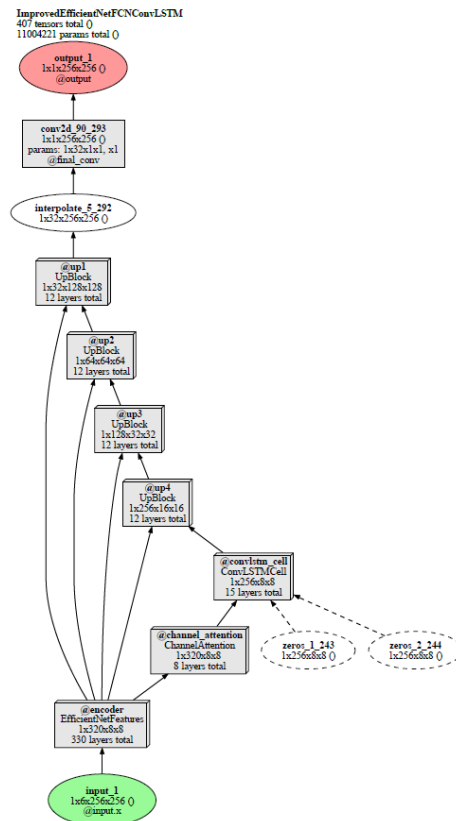 ImprovedEfficientNetFCNConvLSTM
407 tensors total ()
11004221 params total ()
output_1
1x1x256x256 ()
@output
conv2d_90_293
1x1x256x256 ()
params: 1x32x1x1, x1
@final_conv
interpolate_5_292
1x32x256x256 ()
@up1
UpBlock
1x32x128x128
12 layers total
@up2
UpBlock
1x64x64x64
12 layers total
@up3
UpBlock
1x128x32x32
12 layers total
@up4
UpBlock
1x256x16x16
12 layers total
@convlstm_cell
ConvLSTMCell
1x256x8x8
15 layers total
@channel_attention
ChannelAttention
1x320x8x8
8 layers total
zeros_1_243
1x256x8x8 ()
zeros_2_244
1x256x8x8 ()
@encoder
EfficientNetFeatures
1x320x8x8
330 layers total
input_1
1x6x256x256 ()
@input.x